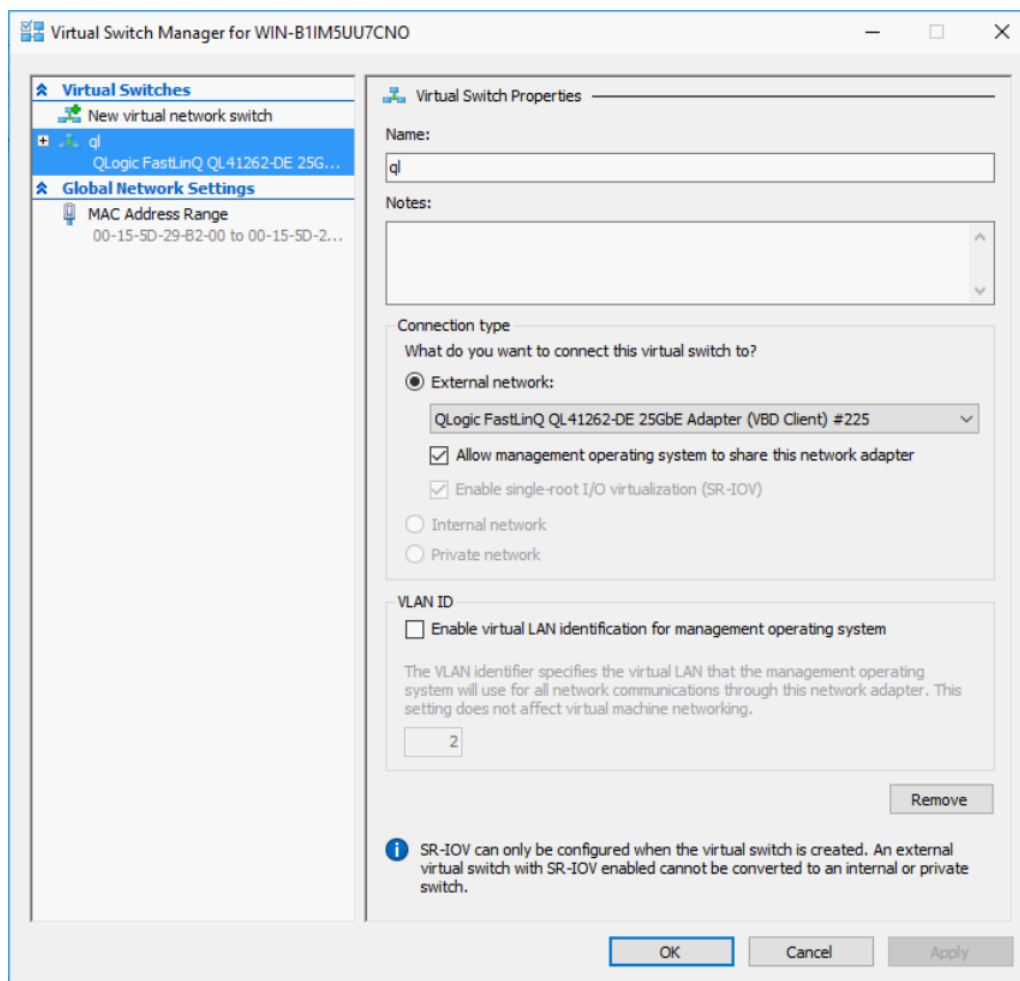 Virtual Switch Manager for WIN-B1IM5UU7CNO
Virtual Switches
New virtual network switch
ql
QLogic FastLinQ QL41262-DE 25G...
Global Network Settings
MAC Address Range
00-15-5D-29-B2-00 to 00-15-5D-2...
Virtual Switch Properties
Name:
ql
Notes:
Connection type
What do you want to connect this virtual switch to?
External network:
QLogic FastLinQ QL41262-DE 25GbE Adapter (VBD Client) #225
Allow management operating system to share this network adapter
Enable single-root I/O virtualization (SR-IOV)
Internal network
Private network
VLAN ID
Enable virtual LAN identification for management operating system
The VLAN identifier specifies the virtual LAN that the management operating
system will use for all network communications through this network adapter. This
setting does not affect virtual machine networking.
2
Remove
SR-IOV can only be configured when the virtual switch is created. An external
virtual switch with SR-IOV enabled cannot be converted to an internal or private
switch.
OK
Cancel
Apply